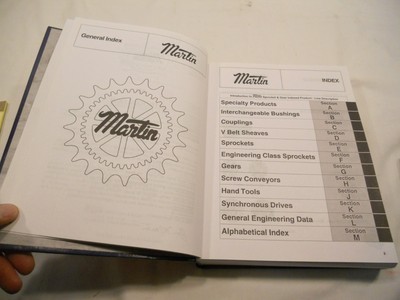 General Index
Martin
Martin
Martin
INDEX
Specialty Products Section A
Interchangeable Bushings Section B
Couplings Section C
V Belt Sheaves Section D
Sprockets Section E
Engineering Class Sprockets Section F
Gears Section G
Screw Conveyors Section H
Hand Tools Section J
Synchronous Drives Section K
General Engineering Data Section L
Alphabetical Index Section M